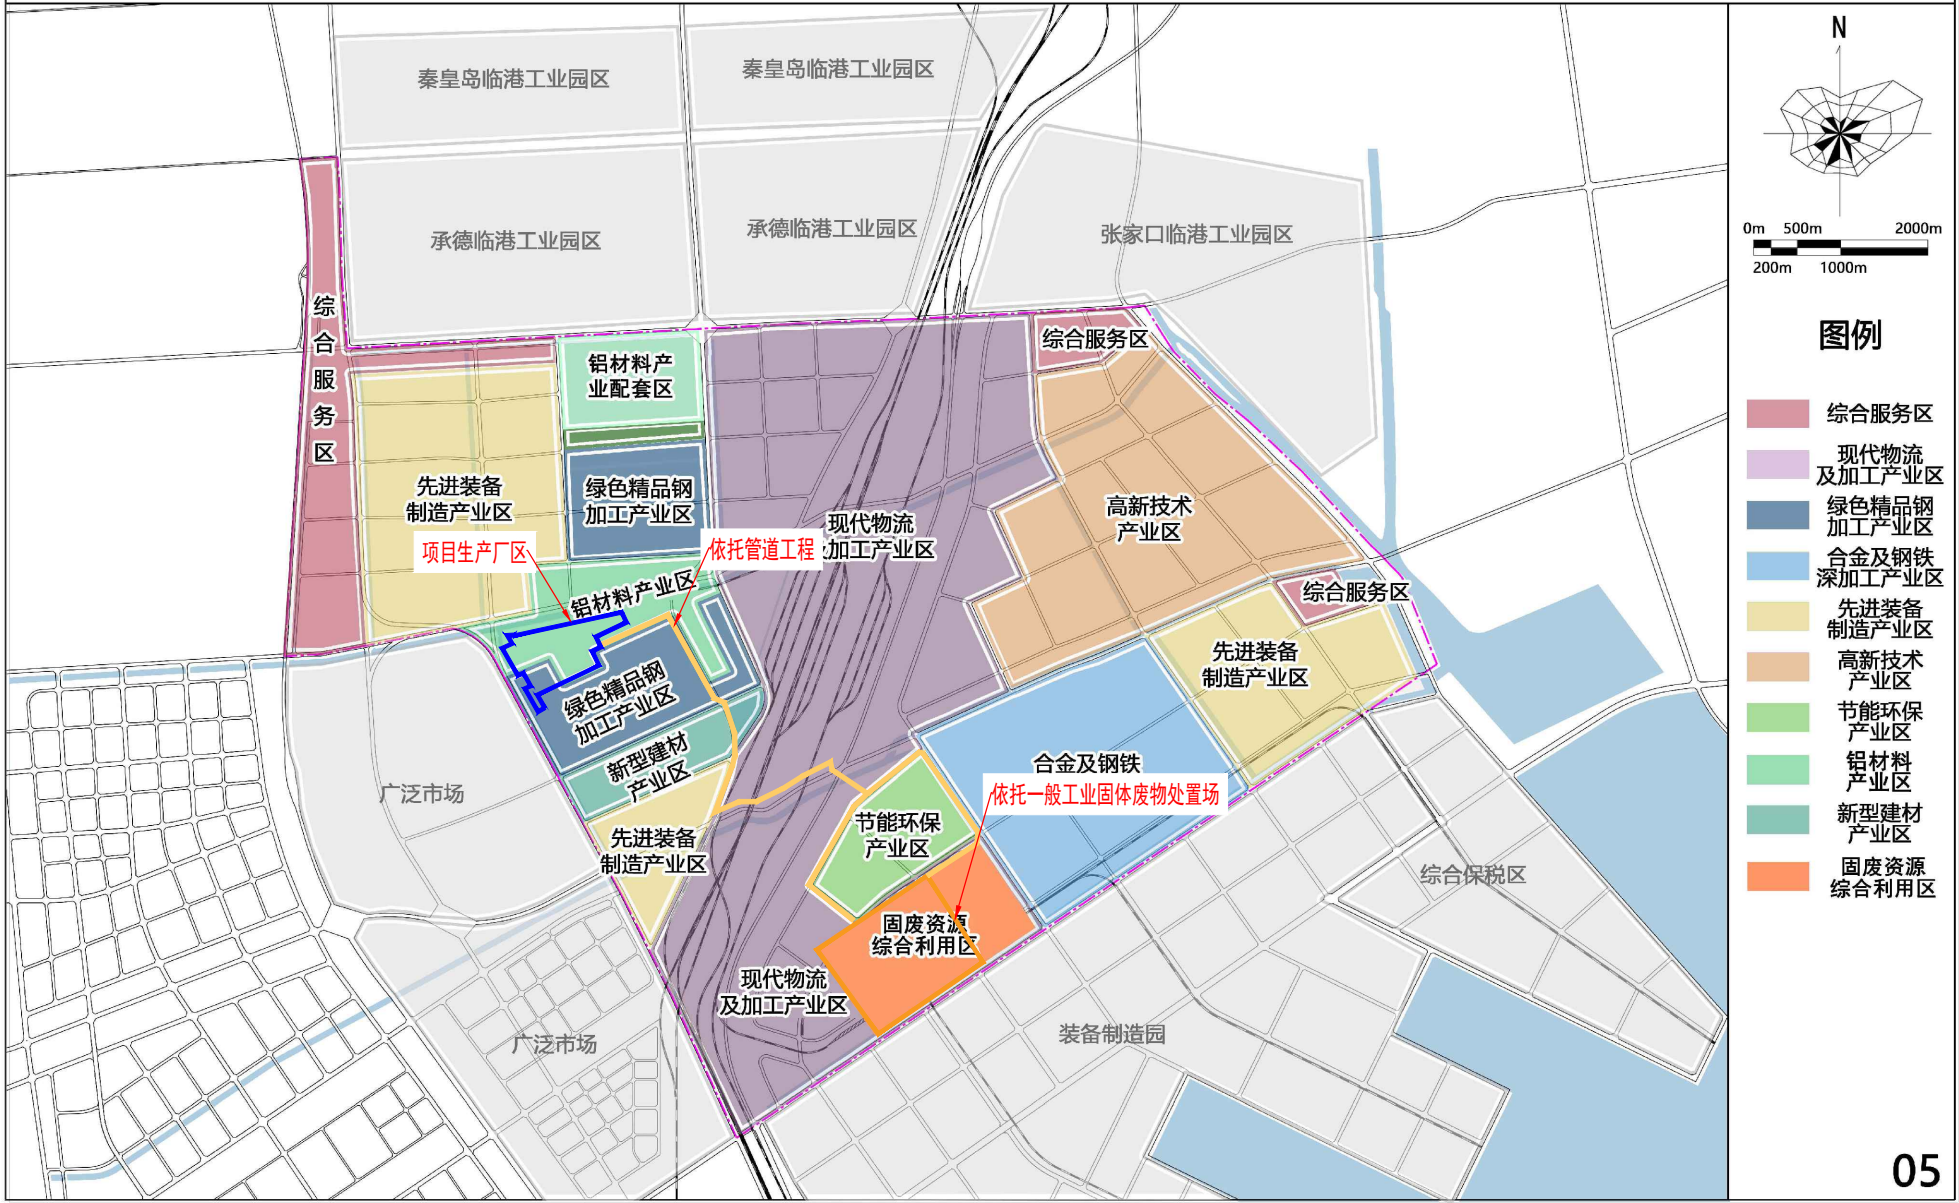 秦皇岛临港工业园区
秦皇岛临港工业园区
承德临港工业园区
承德临港工业园区
张家口临港工业园区
综
合
服
务
区
铝材料产
业配套区
综合服务区
先进装备
制造产业区
绿色精品钢
加工产业区
现代物流
及加工产业区
高新技术
产业区
项目生产厂区
依托管道工程
铝材料产业区
综合服务区
先进装备
制造产业区
绿色精品钢
加工产业区
新型建材
产业区
合金及钢铁
依托一般工业固体废物处置场
广泛市场
先进装备
制造产业区
节能环保
产业区
综合保税区
固废资源
综合利用区
现代物流
及加工产业区
广泛市场
装备制造园
N
0m 500m 2000m
200m 1000m
图例
综合服务区
现代物流
及加工产业区
绿色精品钢
加工产业区
合金及钢铁
深加工产业区
先进装备
制造产业区
高新技术
产业区
节能环保
产业区
铝材料
产业区
新型建材
产业区
固废资源
综合利用区
05